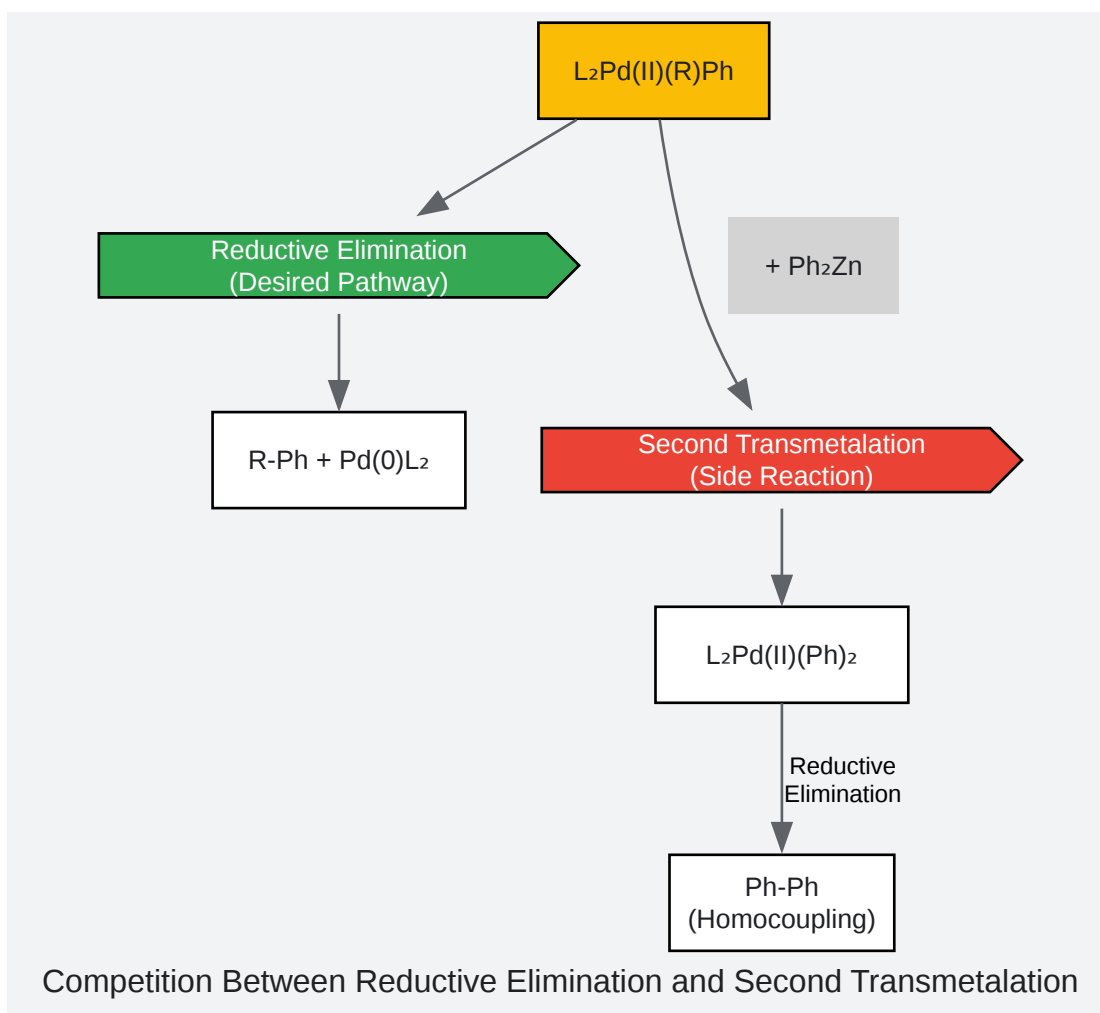 L₂Pd(II)(R)Ph
Reductive Elimination
(Desired Pathway)
+ Ph₂Zn
R-Ph + Pd(0)L₂
Second Transmetalation
(Side Reaction)
L₂Pd(II)(Ph)₂
Reductive
Elimination
Ph-Ph
(Homocoupling)
Competition Between Reductive Elimination and Second Transmetalation